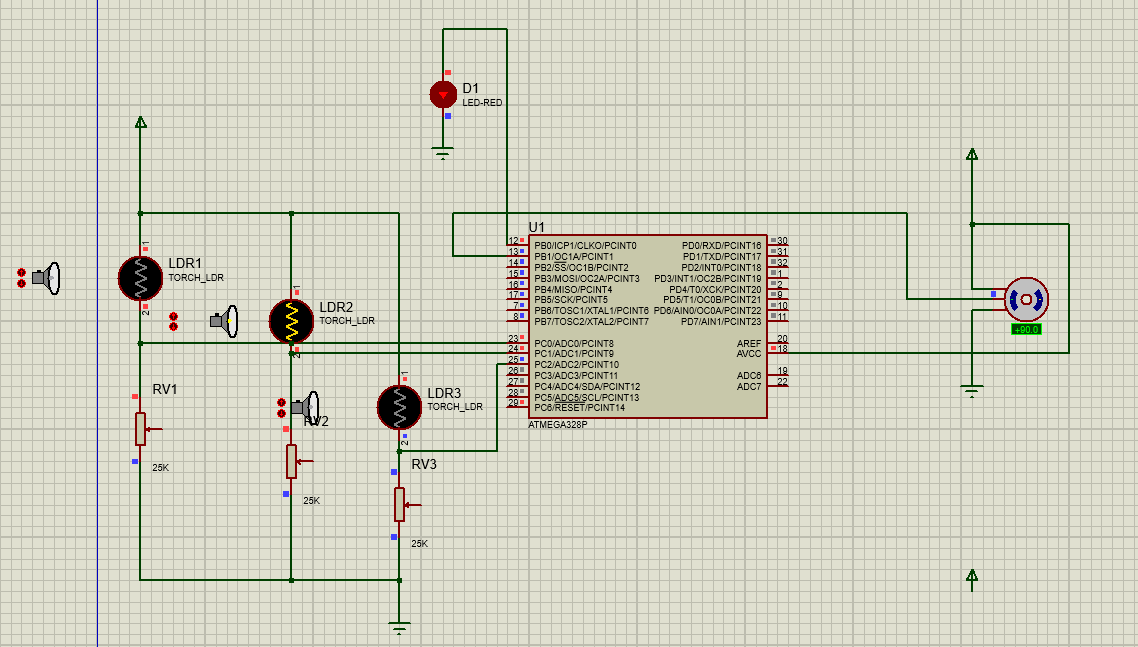 D1
LED-RED
LDR1
TORCH_LDR
1
2
LDR2
TORCH_LDR
1
2
RV1
25K
RV2
25K
LDR3
TORCH_LDR
1
2
RV3
25K
U1
12 PB0/ICP1/CLKO/PCINT0
13 PB1/OC1A/PCINT1
14 PB2/SS/OC1B/PCINT2
15 PB3/MOSI/OC2A/PCINT3
16 PB4/MISO/PCINT4
17 PB5/SCK/PCINT5
7 PB6/TOSC1/XTAL1/PCINT6
8 PB7/TOSC2/XTAL2/PCINT7
23 PC0/ADC0/PCINT8
24 PC1/ADC1/PCINT9
25 PC2/ADC2/PCINT10
26 PC3/ADC3/PCINT11
27 PC4/ADC4/SDA/PCINT12
28 PC5/ADC5/SCL/PCINT13
29 PC6/RESET/PCINT14
PD0/RXD/PCINT16 30
PD1/TXD/PCINT17 31
PD2/INT0/PCINT18 32
PD3/INT1/OC2B/PCINT19 1
PD4/T0/XCK/PCINT20 2
PD5/T1/OC0B/PCINT21 9
PD6/AIN0/OC0A/PCINT22 10
PD7/AIN1/PCINT23 11
AREF 20
AVCC 18
ADC6 19
ADC7 22
ATMEGA328P
+90.0